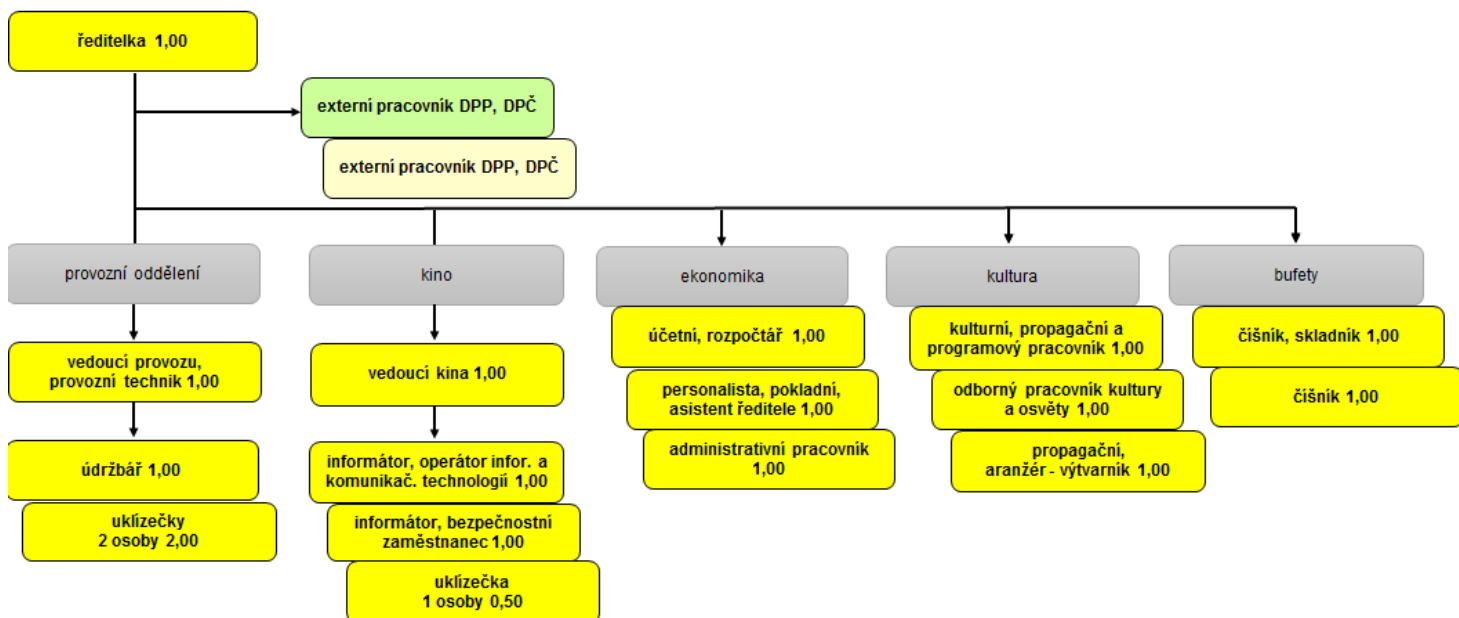 ředitelka 1,00
externí pracovník DPP, DPČ
externí pracovník DPP, DPČ
provozní oddělení
vedoucí provozu,
provozní technik 1,00
údržbář 1,00
uklízečky
2 osoby 2,00
kino
vedoucí kina 1,00
informátor, operátor infor. a
komunikač. technologií 1,00
informátor, bezpečnostní
zaměstnanec 1,00
uklízečka
1 osoby 0,50
ekonomika
účetní, rozpočtář 1,00
personalista, pokladní,
asistent ředitele 1,00
administrativní pracovník
1,00
kultura
kulturní, propagační a
programový pracovník 1,00
odborný pracovník kultury
a osvěty 1,00
propagační,
aranžér - výtvarník 1,00
bufety
číšník, skladník 1,00
číšník 1,00